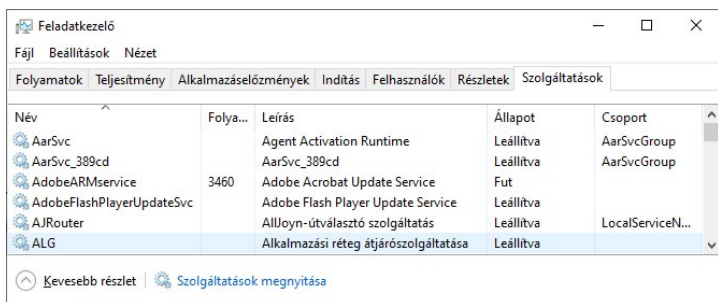 Feladatkezelő
Fájl Beállítások Nézet
Folyamatok Teljesítmény Alkalmazáselőzmények Indítás Felhasználók Részletek Szolgáltatások
Név Folya... Leírás Állapot Csoport
AarSvc Agent Activation Runtime Leállítva AarSvcGroup
AarSvc_389cd AarSvc_389cd Leállítva AarSvcGroup
AdobeARMservice 3460 Adobe Acrobat Update Service Fut
AdobeFlashPlayerUpdateSvc Adobe Flash Player Update Service Leállítva
AJRouter AllJoyn-útválasztó szolgáltatás Leállítva LocalServiceN...
ALG Alkalmazási réteg átjárószolgáltatása Leállítva
Kevesebb részlet Szolgáltatások megnyitása